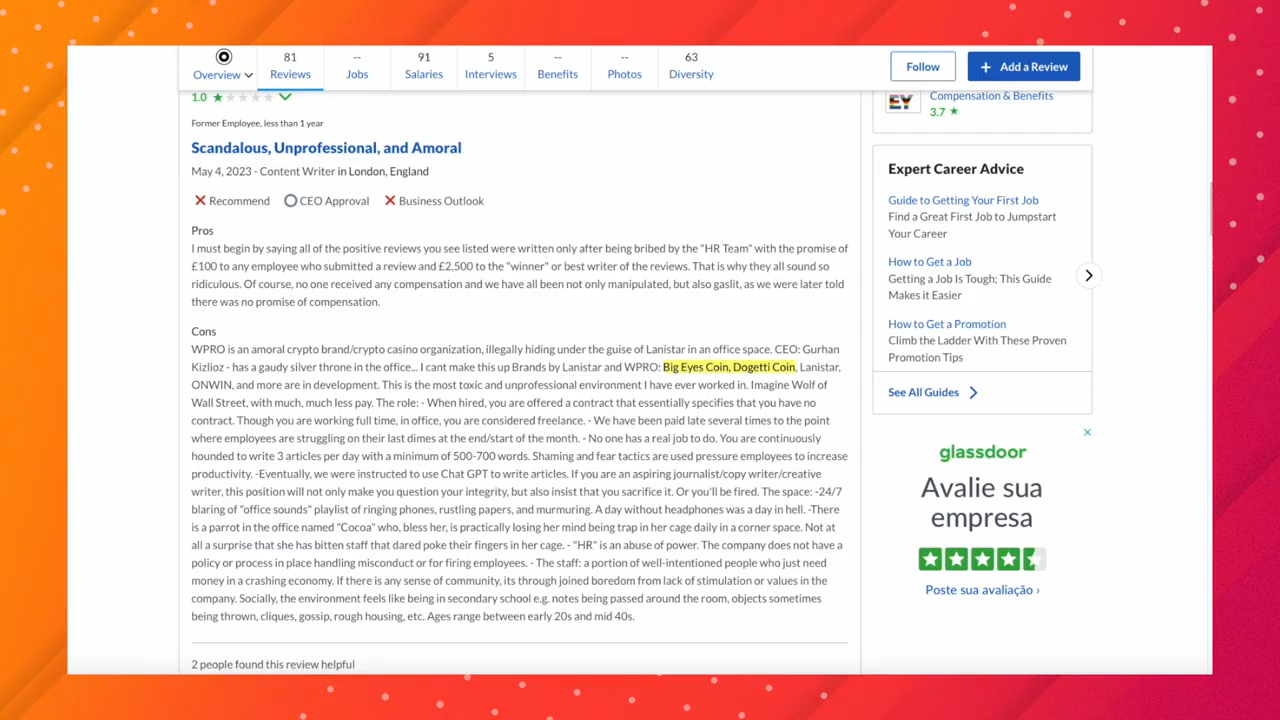 81
--
91
5
--
--
63
Overview
Reviews
Jobs
Salaries
Interviews
Benefits
Photos
Diversity
Follow
+ Add a Review
1.0 ★
Former Employee, less than 1 year
Scandalous, Unprofessional, and Amoral
May 4, 2023 - Content Writer in London, England
Recommend
CEO Approval
Business Outlook
Pros
I must begin by saying all of the positive reviews you see listed were written only after being bribed by the "HR Team" with the promise of
£100 to any employee who submitted a review and £2,500 to the "winner" or best writer of the reviews. That is why they all sound so
ridiculous. Of course, no one received any compensation and we have all been not only manipulated, but also gaslit, as we were later told
there was no promise of compensation.
Cons
WPRO is an amoral crypto brand/crypto casino organization, illegally hiding under the guise of Lanistar in an office space. CEO: Gurhan
Kizlioz - has a gaudy silver throne in the office... I cant make this up Brands by Lanistar and WPRO: Big Eyes Coin, Dogetti Coin, Lanistar,
ONWIN, and more are in development. This is the most toxic and unprofessional environment I have ever worked in. Imagine Wolf of
Wall Street, with much, much less pay. The role: - When hired, you are offered a contract that essentially specifies that you have no
contract. Though you are working full time, in office, you are considered freelance. - We have been paid late several times to the point
where employees are struggling on their last dimes at the end/start of the month. - No one has a real job to do. You are continuously
hounded to write 3 articles per day with a minimum of 500-700 words. Shaming and fear tactics are used pressure employees to increase
productivity. -Eventually, we were instructed to use Chat GPT to write articles. If you are an aspiring journalist/copy writer/creative
writer, this position will not only make you question your integrity, but also insist that you sacrifice it. Or you'll be fired. The space: -24/7
blaring of "office sounds" playlist of ringing phones, rustling papers, and murmuring. A day without headphones was a day in hell. -There
is a parrot in the office named "Cocoa" who, bless her, is practically losing her mind being trap in her cage daily in a corner space. Not at
all a surprise that she has bitten staff that dared poke their fingers in her cage. - "HR" is an abuse of power. The company does not have a
policy or process in place handling misconduct or for firing employees. - The staff: a portion of well-intentioned people who just need
money in a crashing economy. If there is any sense of community, its through joined boredom from lack of stimulation or values in the
company. Socially, the environment feels like being in secondary school e.g. notes being passed around the room, objects sometimes
being thrown, cliques, gossip, rough housing, etc. Ages range between early 20s and mid 40s.
2 people found this review helpful
EY
Compensation & Benefits
3.7 ★
Expert Career Advice
Guide to Getting Your First Job
Find a Great First Job to Jumpstart
Your Career
How to Get a Job
Getting a Job Is Tough; This Guide
Makes it Easier
How to Get a Promotion
Climb the Ladder With These Proven
Promotion Tips
See All Guides
glassdoor
Avalie sua
empresa
Poste sua avaliação ›